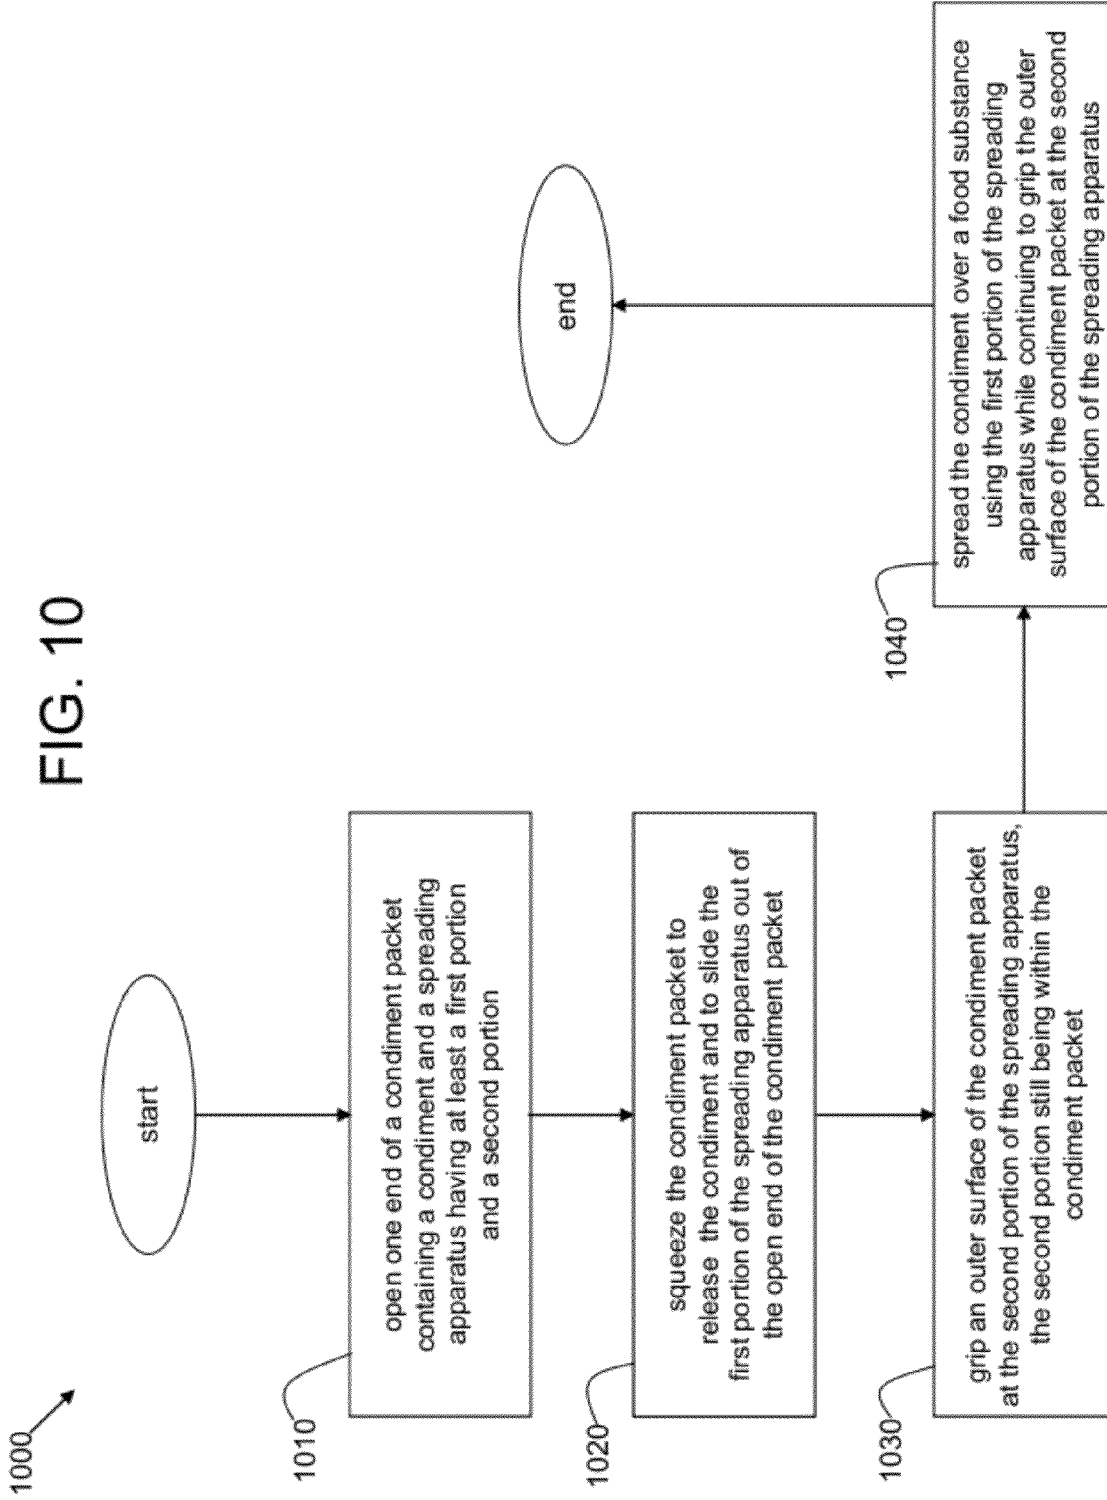 FIG. 10
1000
start
1010
open one end of a condiment packet
containing a condiment and a spreading
apparatus having at least a first portion
and a second portion
1020
squeeze the condiment packet to
release the condiment and to slide the
first portion of the spreading apparatus out of
the open end of the condiment packet
1030
grip an outer surface of the condiment packet
at the second portion of the spreading apparatus,
the second portion still being within the
condiment packet
1040
spread the condiment over a food substance
using the first portion of the spreading
apparatus while continuing to grip the outer
surface of the condiment packet at the second
portion of the spreading apparatus
end